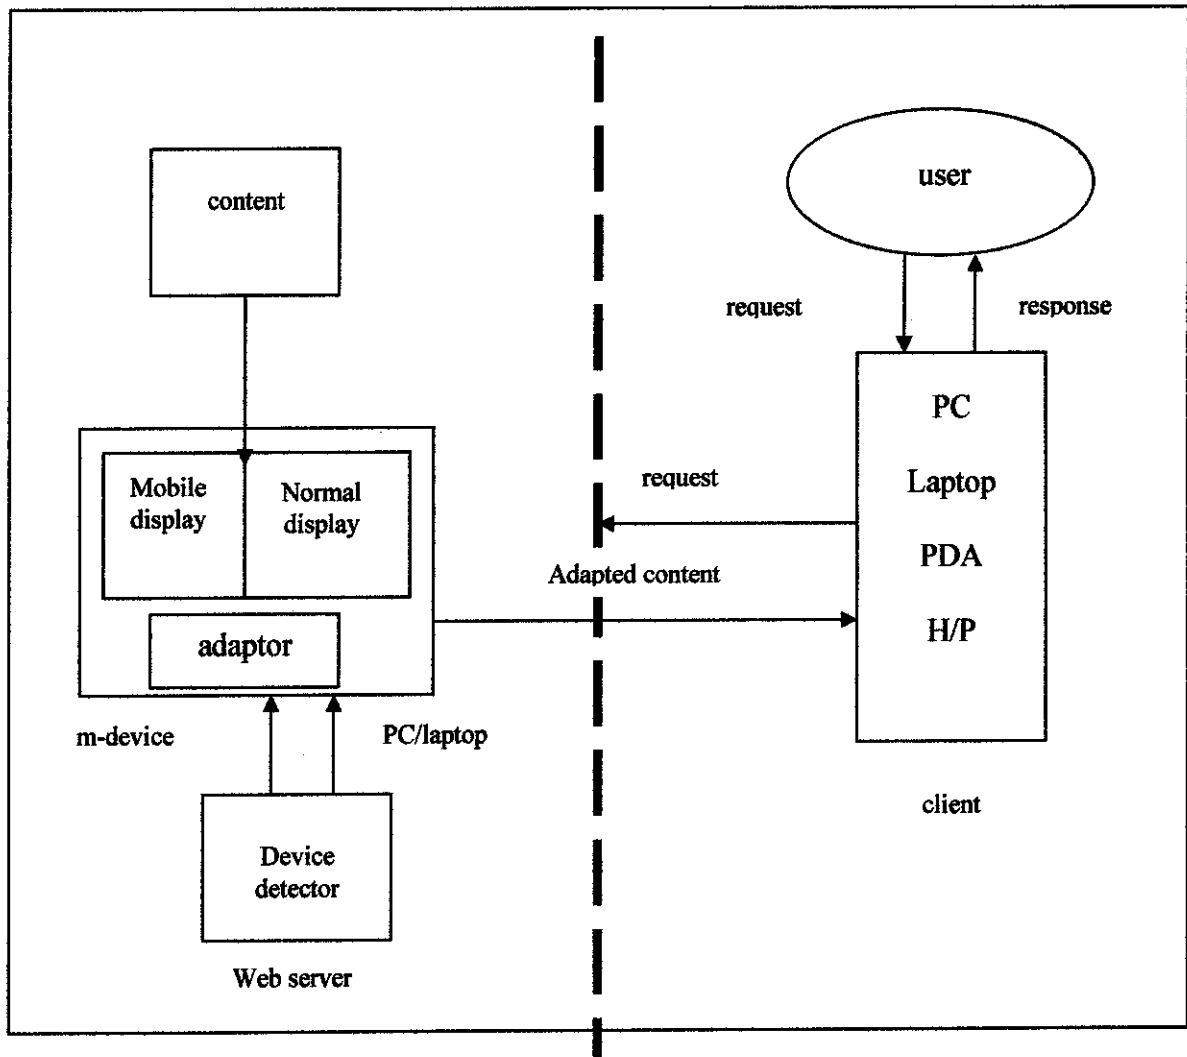 content
user
request
response
PC
Laptop
PDA
H/P
client
request
Adapted content
Mobile
display
Normal
display
adaptor
m-device
PC/laptop
Device
detector
Web server